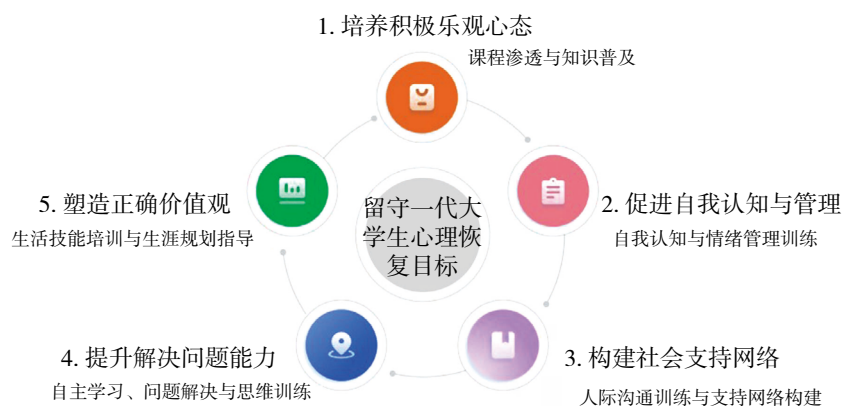 1. 培养积极乐观心态
课程渗透与知识普及
2. 促进自我认知与管理
自我认知与情绪管理训练
3. 构建社会支持网络
人际沟通训练与支持网络构建
4. 提升解决问题能力
自主学习、问题解决与思维训练
5. 塑造正确价值观
生活技能培训与生涯规划指导
留守一代大
学生心理恢
复目标